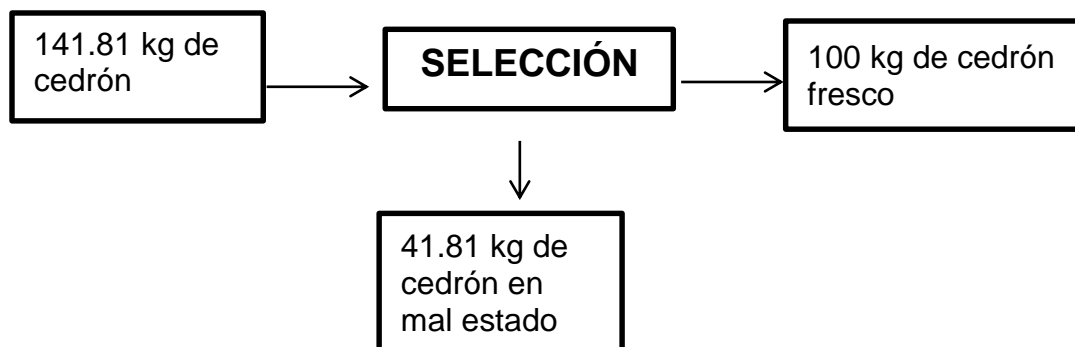 141.81 kg de
cedrón
SELECCIÓN
100 kg de cedrón
fresco
41.81 kg de
cedrón en
mal estado